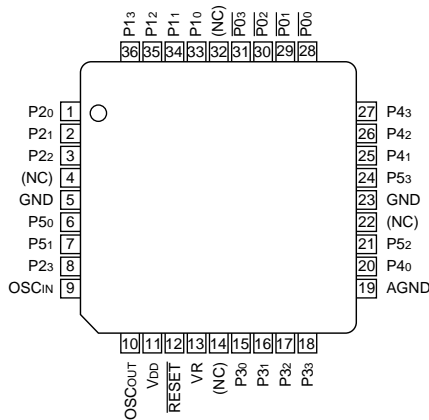 P13 P12 P11 P10 (NC) P03 P02 P01 P00
36 35 34 33 32 31 30 29 28
P20 1
P21 2
P22 3
(NC) 4
GND 5
P50 6
P51 7
P23 8
OSCIN 9
27 P43
26 P42
25 P41
24 P53
23 GND
22 (NC)
21 P52
20 P40
19 AGND
10 11 12 13 14 15 16 17 18
OSCOUT VDD RESET VR (NC) P30 P31 P32 P33